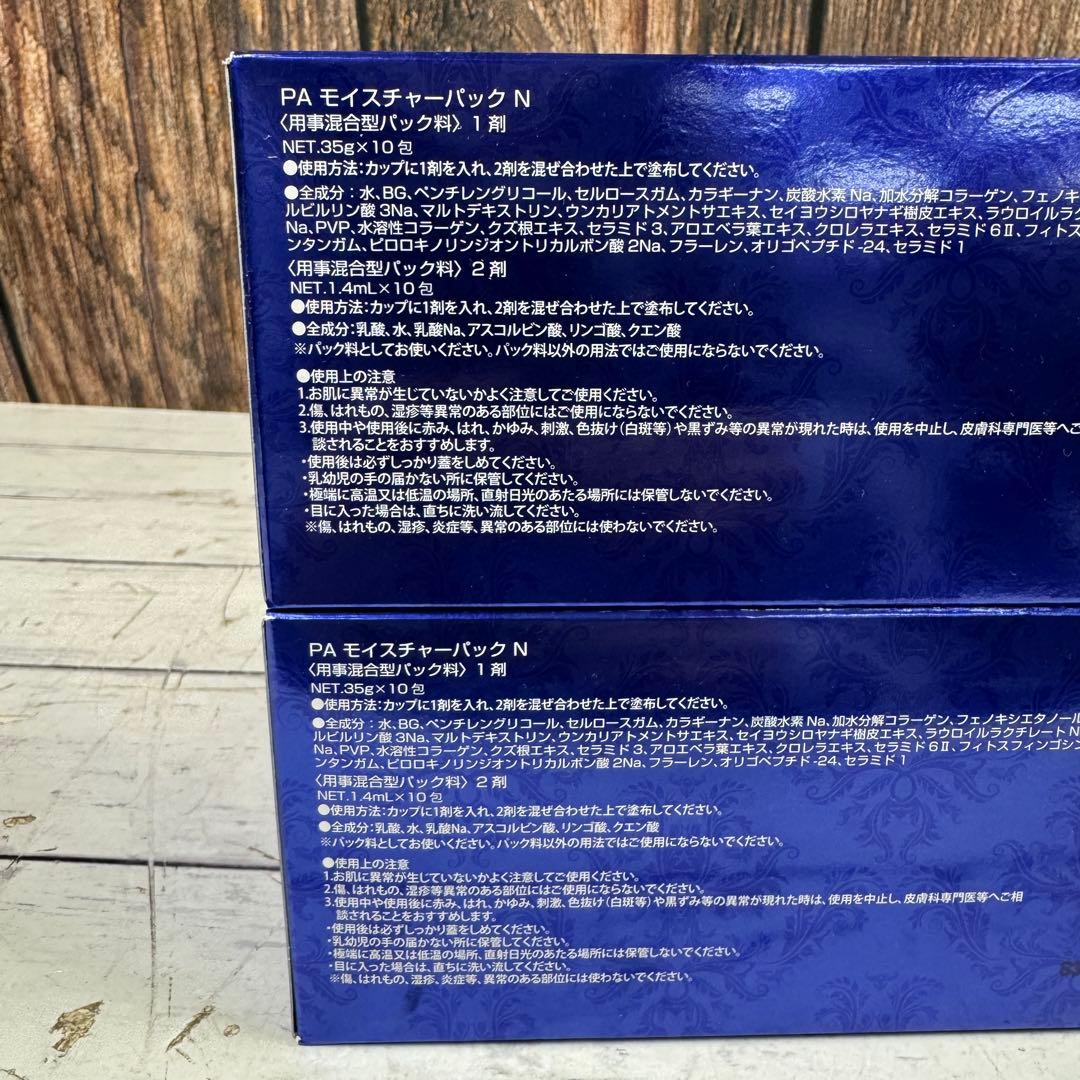 PA モイスチャーパック N
〈用事混合型パック料〉1剤
NET.35g×10包
●使用方法：カップに1剤を入れ、2剤を混ぜ合わせた上で塗布してください。
●全成分：水、BG、ペンチレングリコール、セルロースガム、カラギーナン、炭酸水素Na、加水分解コラーゲン、フェノキ
ルビルリン酸3Na、マルトデキストリン、ウンカリアトメントサエキス、セイヨウシロヤナギ樹皮エキス、ラウロイルラク
Na、PVP、水溶性コラーゲン、クズ根エキス、セラミド3、アロエベラ葉エキス、クロレラエキス、セラミド6Ⅱ、フィトス
ンタンガム、ピロロキノリンジオントリカルボン酸2Na、フラーレン、オリゴペプチド-24、セラミド1
〈用事混合型パック料〉2剤
NET.1.4mL×10包
●使用方法：カップに1剤を入れ、2剤を混ぜ合わせた上で塗布してください。
●全成分：乳酸、水、乳酸Na、アスコルビン酸、リンゴ酸、クエン酸
※パック料としてお使いください。パック料以外の用法ではご使用にならないでください。
●使用上の注意
1.お肌に異常が生じていないかよく注意してご使用ください。
2.傷、はれもの、湿疹等異常のある部位にはご使用にならないでください。
3.使用中や使用後に赤み、はれ、かゆみ、刺激、色抜け(白斑等)や黒ずみ等の異常が現れた時は、使用を中止し、皮膚科専門医等へご
談されることをおすすめします。
・使用後は必ずしっかり蓋をしめてください。
・乳幼児の手の届かない所に保管してください。
・極端に高温又は低温の場所、直射日光のあたる場所には保管しないでください。
・目に入った場合は、直ちに洗い流してください。
※傷、はれもの、湿疹、炎症等、異常のある部位には使わないでください。
PA モイスチャーパック N
〈用事混合型パック料〉1剤
NET.35g×10包
●使用方法：カップに1剤を入れ、2剤を混ぜ合わせた上で塗布してください。
●全成分：水、BG、ペンチレングリコール、セルロースガム、カラギーナン、炭酸水素Na、加水分解コラーゲン、フェノキシエタノール
ルビルリン酸3Na、マルトデキストリン、ウンカリアトメントサエキス、セイヨウシロヤナギ樹皮エキス、ラウロイルラクチレートN
Na、PVP、水溶性コラーゲン、クズ根エキス、セラミド3、アロエベラ葉エキス、クロレラエキス、セラミド6Ⅱ、フィトスフィンゴシン
ンタンガム、ピロロキノリンジオントリカルボン酸2Na、フラーレン、オリゴペプチド-24、セラミド1
〈用事混合型パック料〉2剤
NET.1.4mL×10包
●使用方法：カップに1剤を入れ、2剤を混ぜ合わせた上で塗布してください。
●全成分：乳酸、水、乳酸Na、アスコルビン酸、リンゴ酸、クエン酸
※パック料としてお使いください。パック料以外の用法ではご使用にならないでください。
●使用上の注意
1.お肌に異常が生じていないかよく注意してご使用ください。
2.傷、はれもの、湿疹等異常のある部位にはご使用にならないでください。
3.使用中や使用後に赤み、はれ、かゆみ、刺激、色抜け(白斑等)や黒ずみ等の異常が現れた時は、使用を中止し、皮膚科専門医等へご相
談されることをおすすめします。
・使用後は必ずしっかり蓋をしめてください。
・乳幼児の手の届かない所に保管してください。
・極端に高温又は低温の場所、直射日光のあたる場所には保管しないでください。
・目に入った場合は、直ちに洗い流してください。
※傷、はれもの、湿疹、炎症等、異常のある部位には使わないでください。